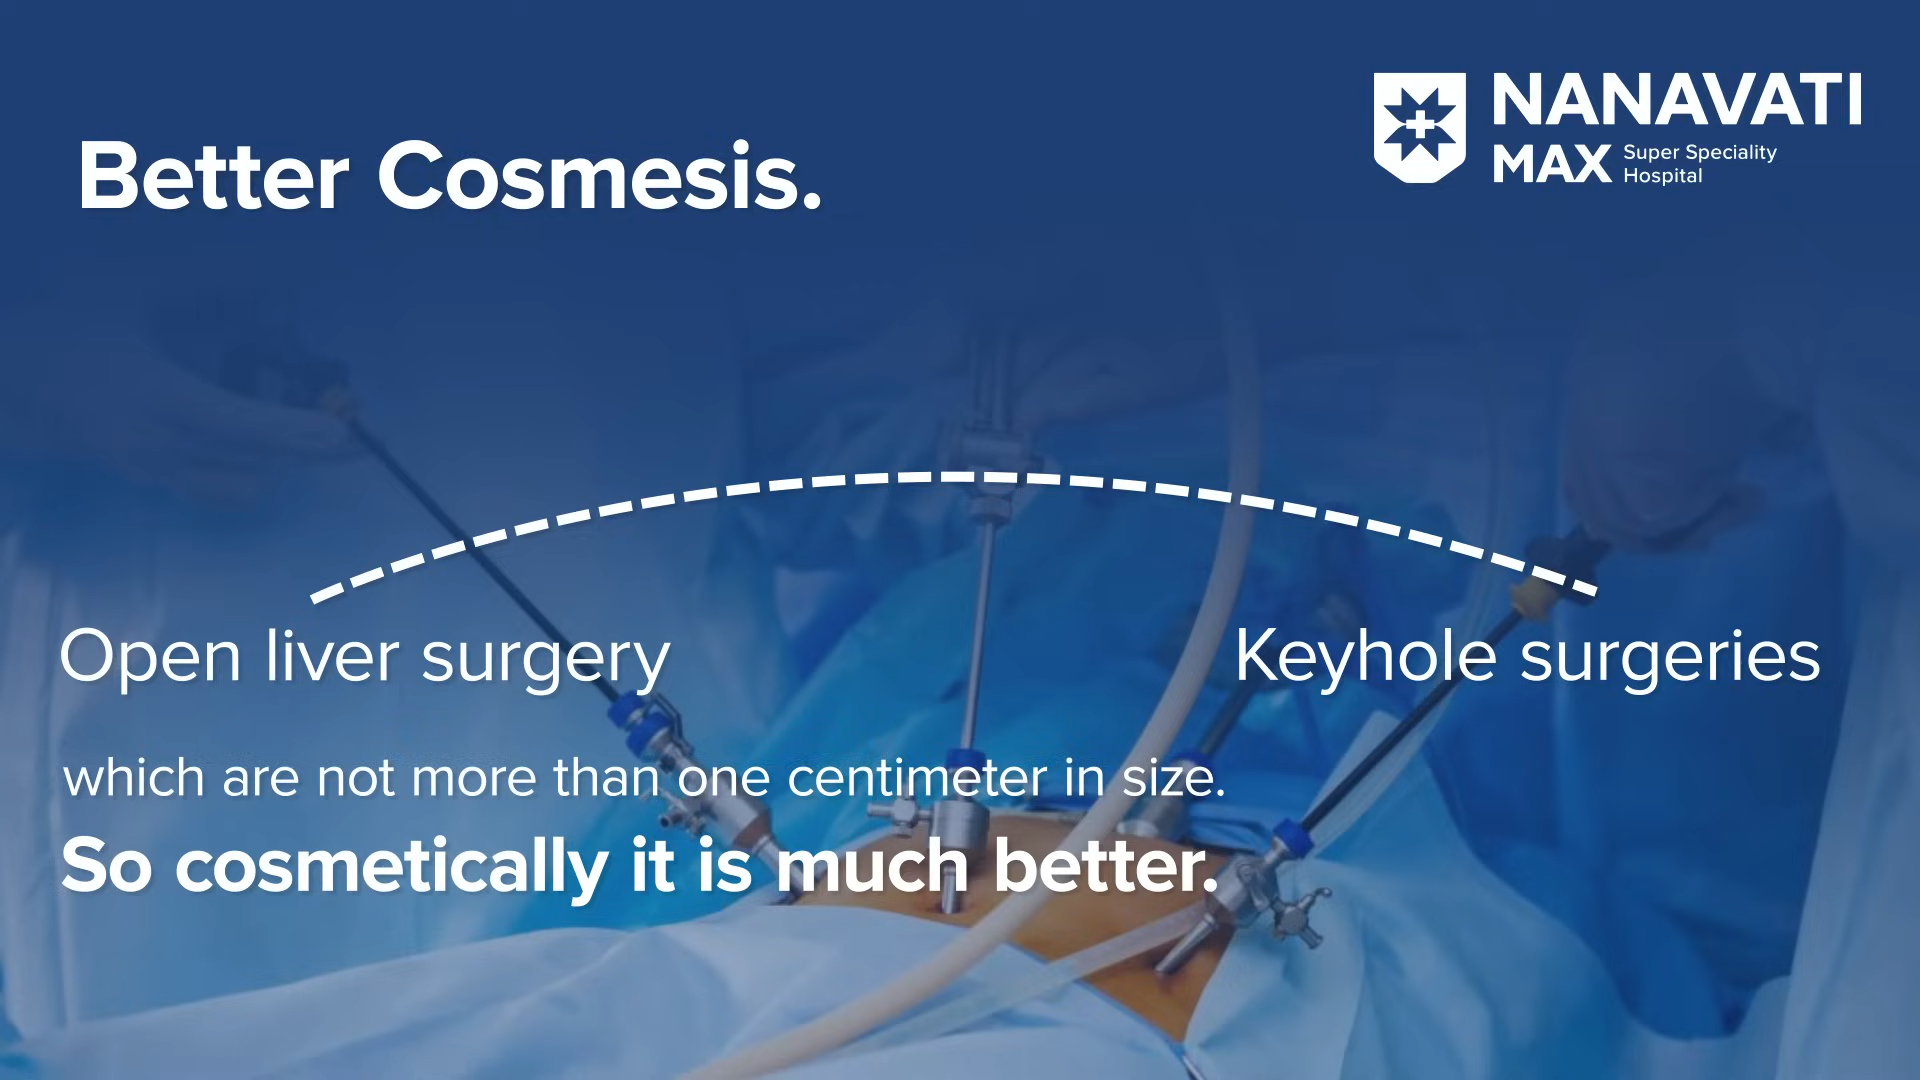 NANAVATI
MAX Super Speciality
Hospital
Better Cosmesis.
Open liver surgery
Keyhole surgeries
which are not more than one centimeter in size.
So cosmetically it is much better.